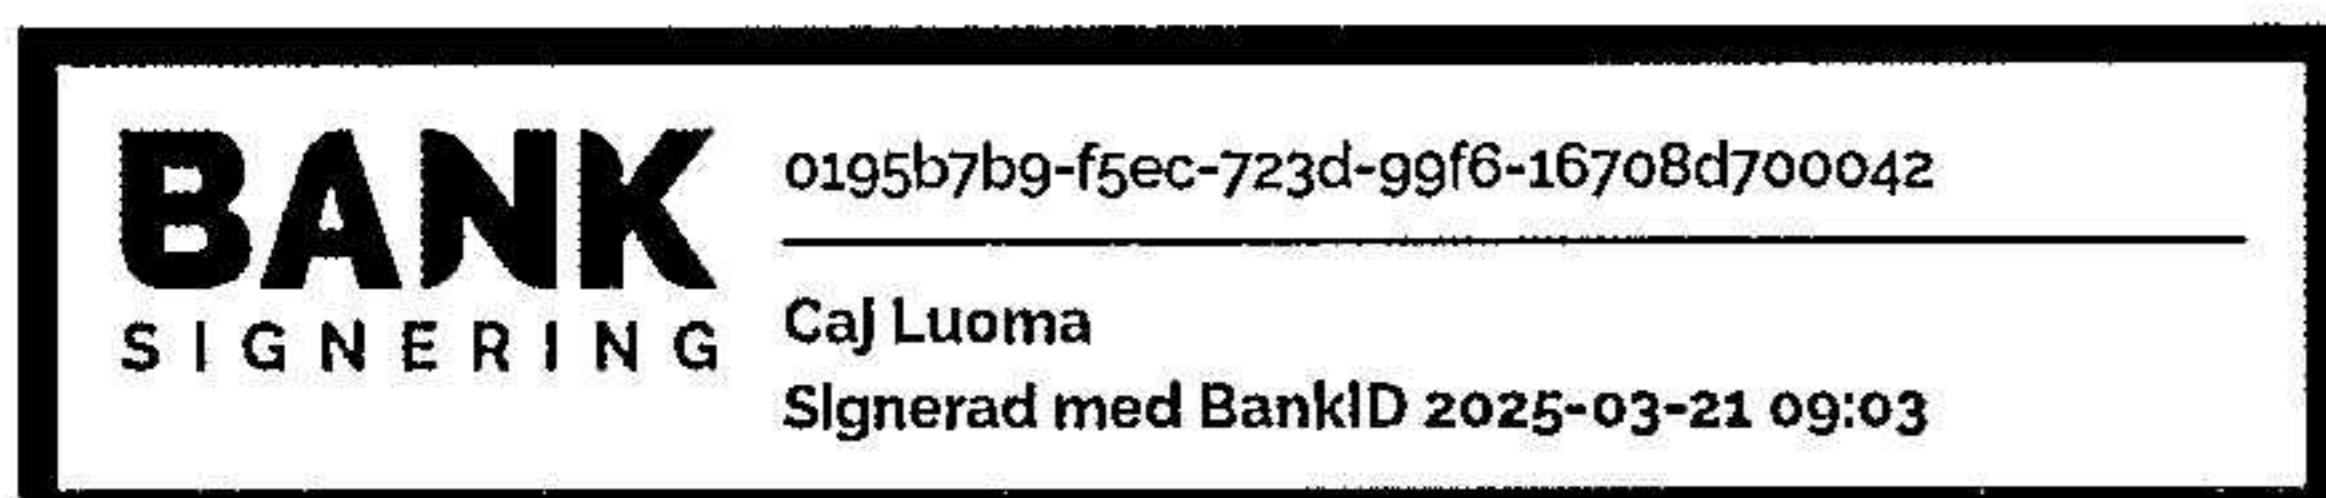 BANK
SIGNERING
0195b7b9-f5ec-723d-99f6-16708d700042
Caj Luoma
Signerad med BankID 2025-03-21 09:03